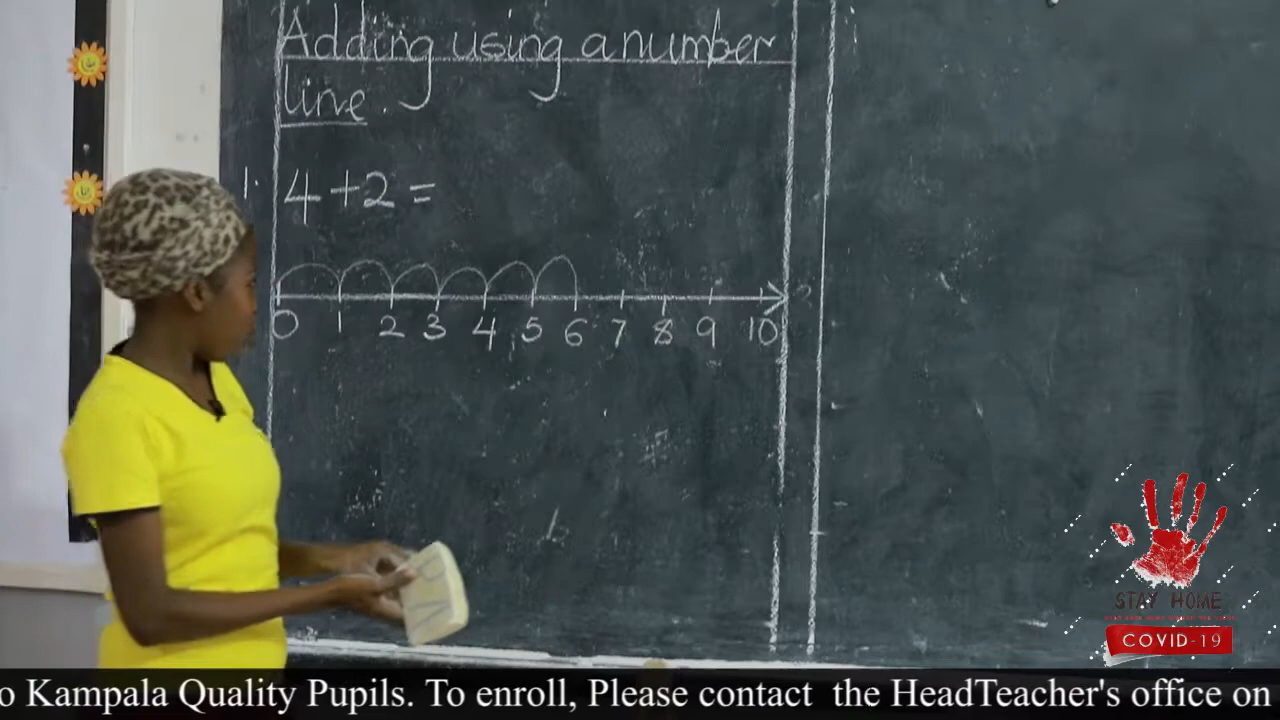 Adding using a number
line.
1. 4+2=
0 1 2 3 4 5 6 7 8 9 10
STAY HOME
COVID-19
o Kampala Quality Pupils. To enroll, Please contact the HeadTeacher's office on